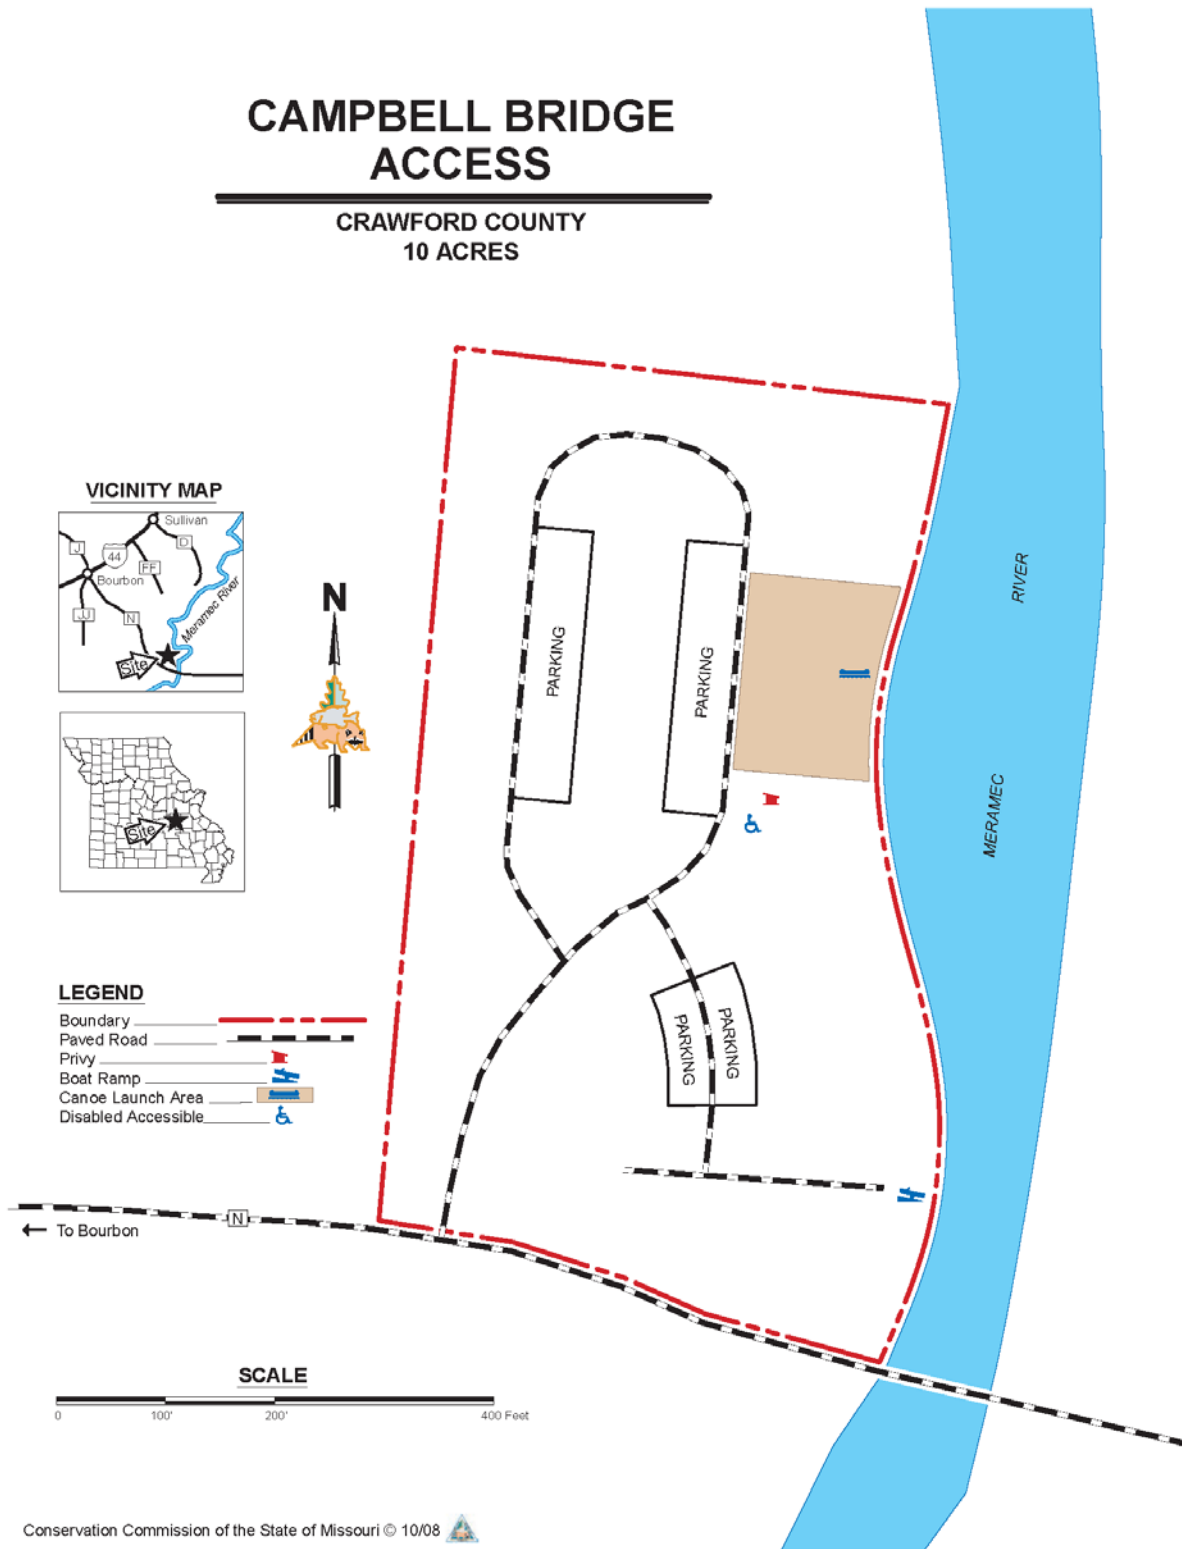 CAMPBELL BRIDGE
ACCESS
CRAWFORD COUNTY
10 ACRES
VICINITY MAP
Sullivan
J
44
D
FF
Bourbon
JJ
N
Meramec River
Site
Site
N
PARKING
PARKING
PARKING
PARKING
RIVER
MERAMEC
LEGEND
Boundary
Paved Road
Privy
Boat Ramp
Canoe Launch Area
Disabled Accessible
N
To Bourbon
SCALE
0 100' 200' 400 Feet
Conservation Commission of the State of Missouri © 10/08